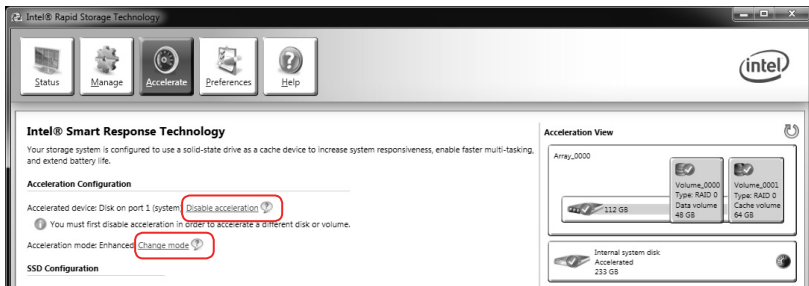 Intel® Rapid Storage Technology
Status
Manage
Accelerate
Preferences
Help
intel
Intel® Smart Response Technology
Your storage system is configured to use a solid-state drive as a cache device to increase system responsiveness, enable faster multi-tasking,
and extend battery life.
Acceleration Configuration
Accelerated device: Disk on port 1 (system) Disable acceleration ?
You must first disable acceleration in order to accelerate a different disk or volume.
Acceleration mode: Enhanced Change mode ?
SSD Configuration
Acceleration View
Array_0000
112 GB
Volume_0000
Type: RAID 0
Data volume
48 GB
Volume_0001
Type: RAID 0
Cache volume
64 GB
Internal system disk
Accelerated
233 GB